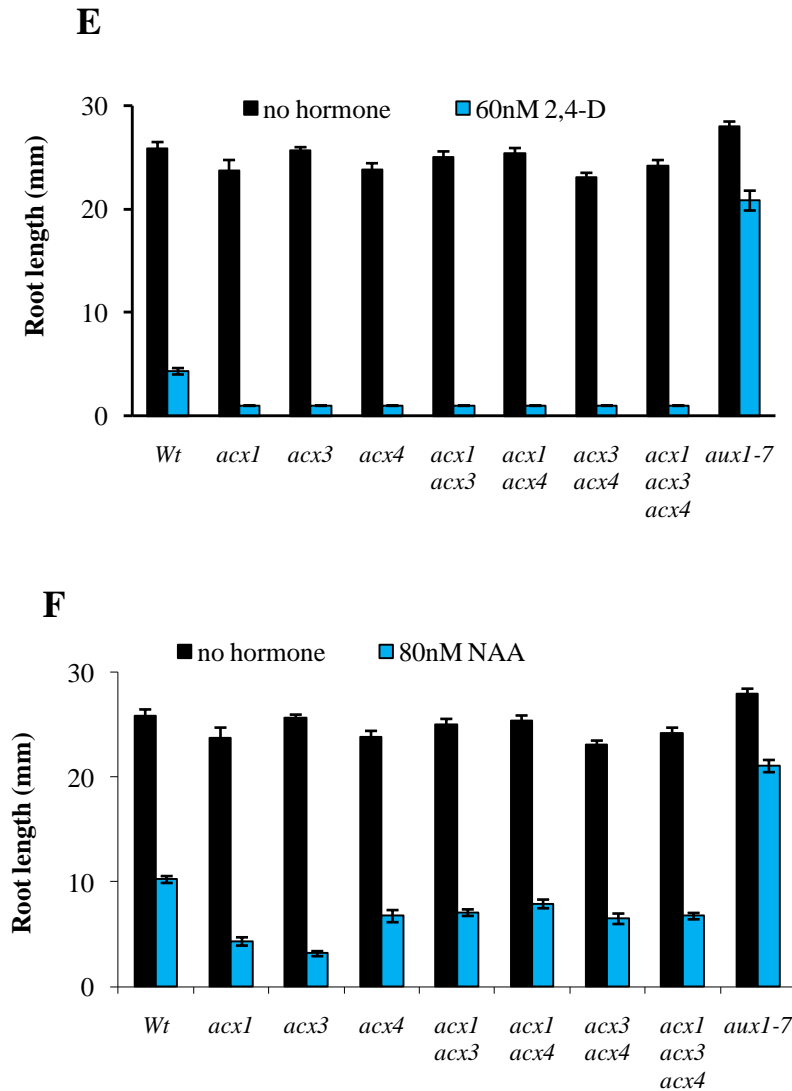 E
no hormone 60nM 2,4-D
30
20
10
0
Root length (mm)
Wt acx1 acx3 acx4 acx1 acx1 acx3 acx1 aux1-7
acx3 acx4 acx4 acx3
acx4
F
no hormone 80nM NAA
30
20
10
0
Root length (mm)
Wt acx1 acx3 acx4 acx1 acx1 acx3 acx1 aux1-7
acx3 acx4 acx4 acx3
acx4